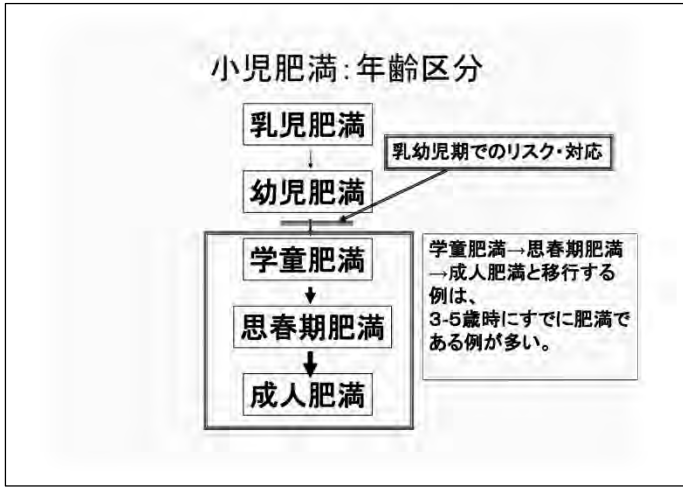 小児肥満:年齢区分
乳児肥満
乳幼児期でのリスク・対応
幼児肥満
学童肥満
学童肥満→思春期肥満
→成人肥満と移行する
例は、
3-5歳時にすでに肥満で
ある例が多い。
思春期肥満
成人肥満